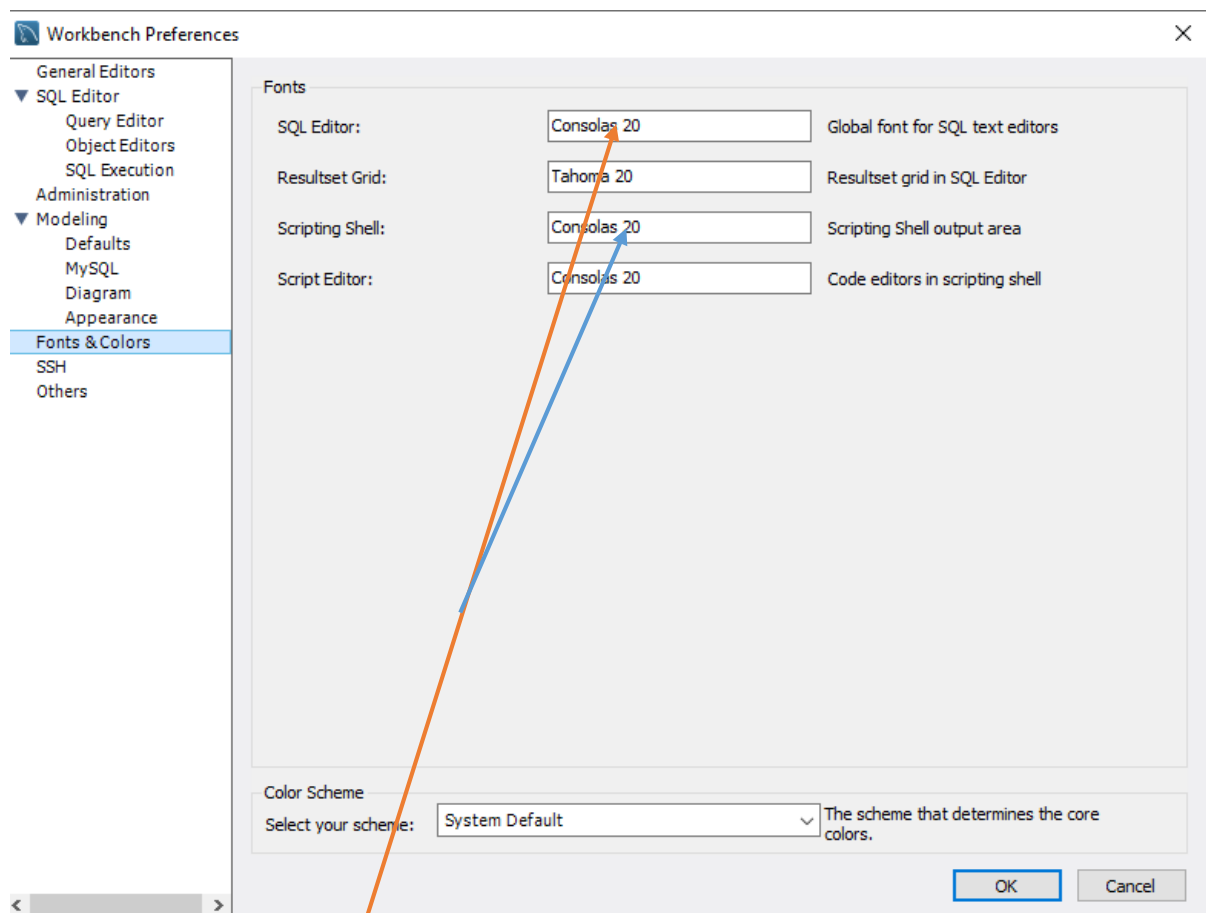 Workbench Preferences
General Editors
SQL Editor
Query Editor
Object Editors
SQL Execution
Administration
Modeling
Defaults
MySQL
Diagram
Appearance
Fonts & Colors
SSH
Others
Fonts
SQL Editor: Consolas 20 Global font for SQL text editors
Resultset Grid: Tahoma 20 Resultset grid in SQL Editor
Scripting Shell: Consolas 20 Scripting Shell output area
Script Editor: Consolas 20 Code editors in scripting shell
Color Scheme
Select your scheme: System Default The scheme that determines the core
colors.
OK Cancel